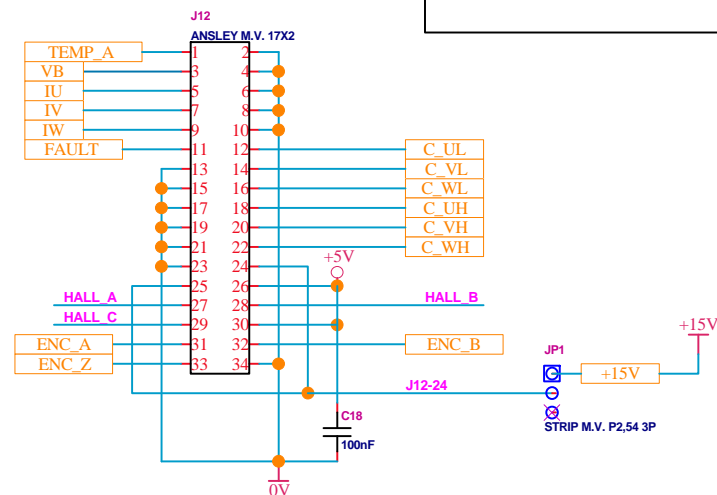 J12
ANSLEY M.V. 17X2
TEMP_A 1 2
VB 3 4
IU 5 6
IV 7 8
IW 9 10
FAULT 11 12 C_UL
13 14 C_VL
15 16 C_WL
17 18 C_UH
19 20 C_VH
21 22 C_WH
23 24 +5V
25 26
HALL_A 27 28 HALL_B
HALL_C 29 30
ENC_A 31 32 ENC_B
ENC_Z 33 34
+15V
JP1
+15V
J12-24
C18
100nF
STRIP M.V. P2,54 3P
0V